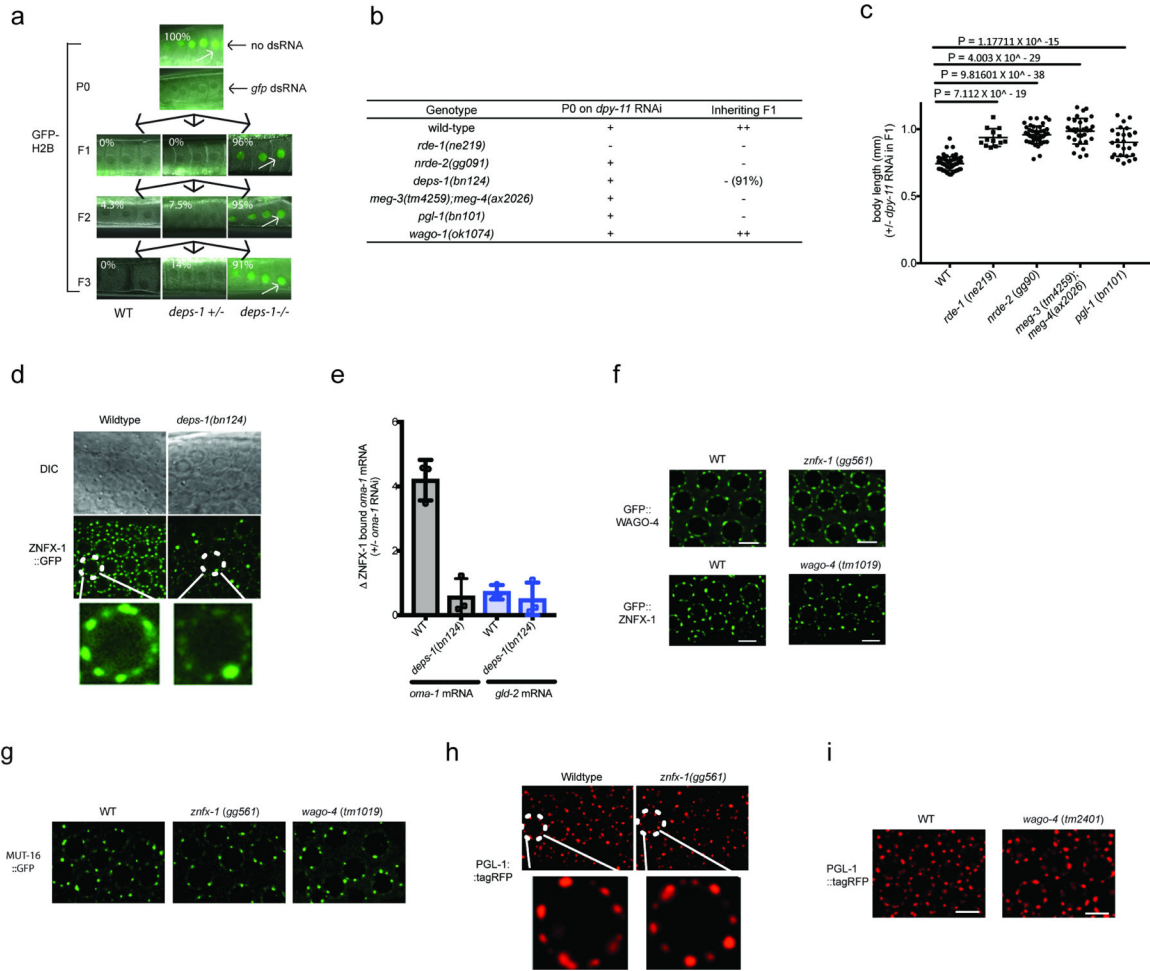 a
GFP-H2B
P0
100%
no dsRNA
gfp dsRNA
F1
0%
0%
96%
F2
4.3%
7.5%
95%
F3
0%
14%
91%
WT
deps-1 +/-
deps-1-/-
b
Genotype P0 on dpy-11 RNAi Inheriting F1
wild-type + ++
rde-1(ne219) - -
nrde-2(gg091) + -
deps-1(bn124) + - (91%)
meg-3(tm4259);meg-4(ax2026) + -
pgl-1(bn101) + -
wago-1(ok1074) + ++
c
P = 1.17711 X 10^ -15
P = 4.003 X 10^ - 29
P = 9.81601 X 10^ - 38
P = 7.112 X 10^ - 19
body length (mm)
(+/- dpy-11 RNAi in F1)
1.0
0.5
0.0
WT
rde-1 (ne219)
nrde-2 (gg90)
meg-3 (tm4259);
meg-4(ax2026)
pgl-1 (bn101)
d
Wildtype
deps-1(bn124)
DIC
ZNFX-1
::GFP
e
Δ ZNFX-1 bound oma-1 mRNA
(+/- oma-1 RNAi)
6
4
2
0
WT
deps-1(bn124)
WT
deps-1(bn124)
oma-1 mRNA
gld-2 mRNA
f
WT
znfx-1 (gg561)
GFP::
WAGO-4
WT
wago-4 (tm1019)
GFP::
ZNFX-1
g
WT
znfx-1 (gg561)
wago-4 (tm1019)
MUT-16
::GFP
h
Wildtype
znfx-1(gg561)
PGL-1:
:tagRFP
i
WT
wago-4 (tm2401)
PGL-1
::tagRFP